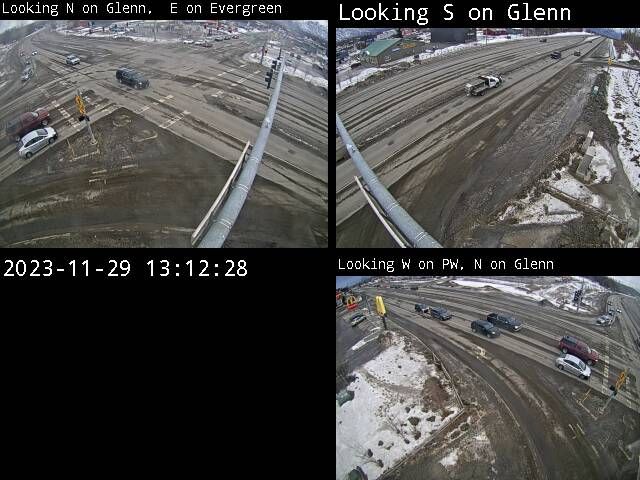 Looking N on Glenn,  E on Evergreen
Looking S on Glenn
2023-11-29 13:12:28
Looking W on PW, N on Glenn